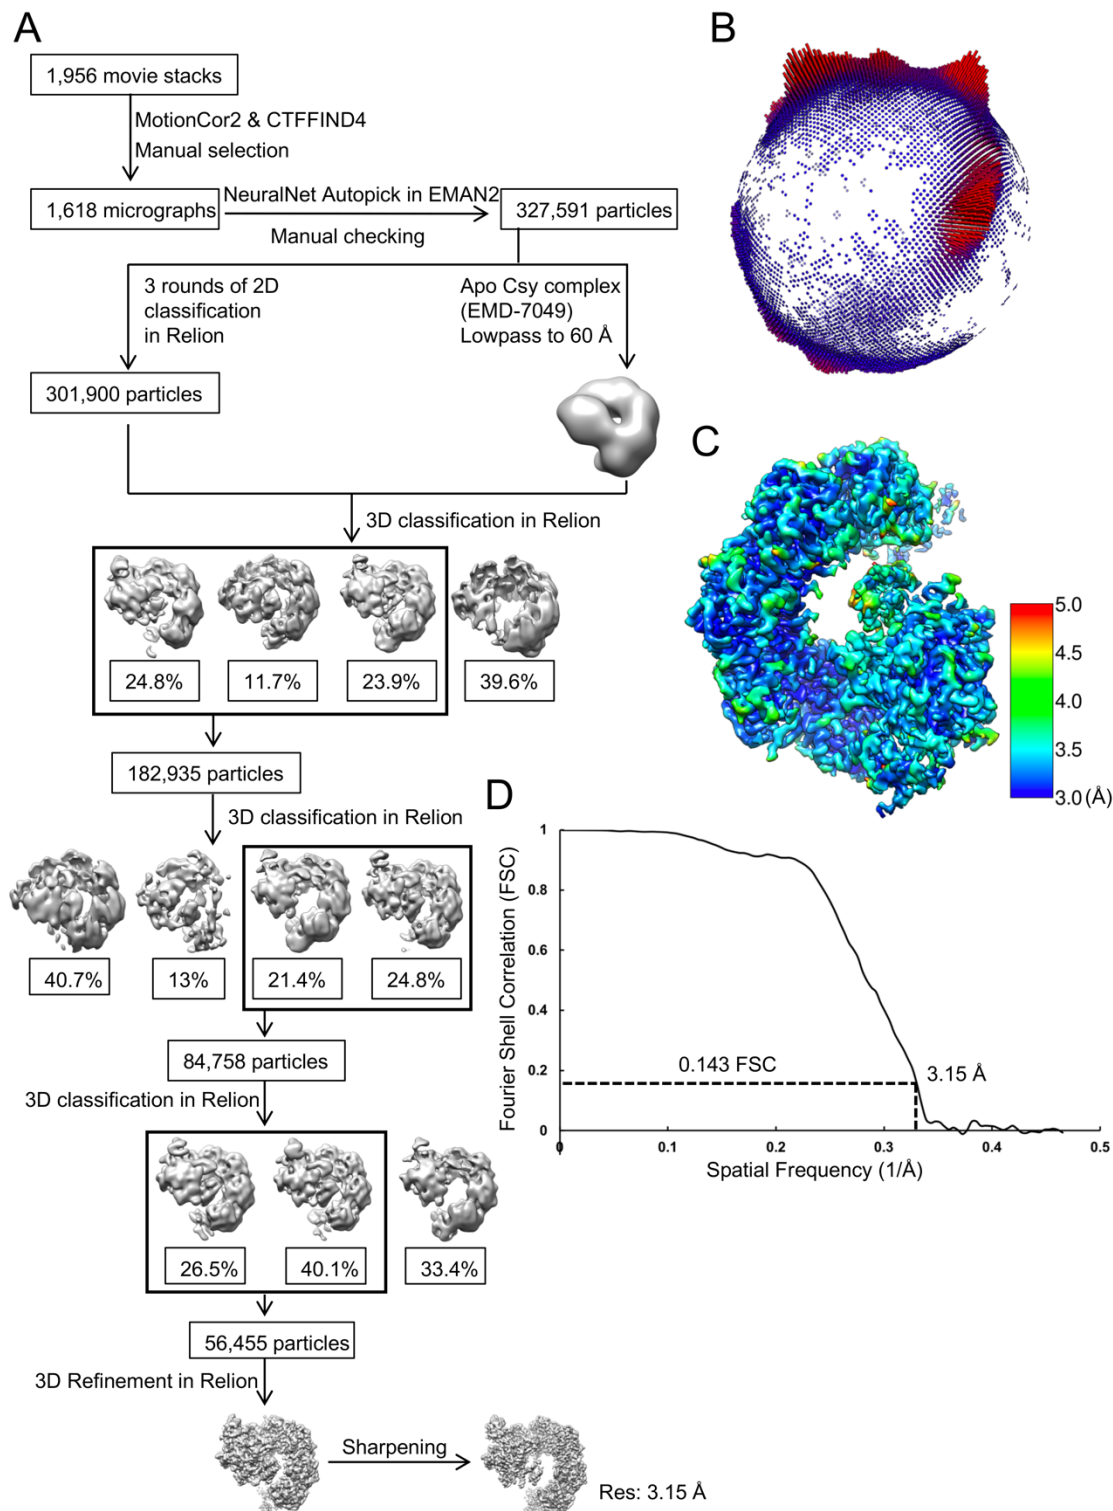 A
1,956 movie stacks
MotionCor2 & CTFFIND4
Manual selection
1,618 micrographs
NeuralNet Autopick in EMAN2
Manual checking
327,591 particles
3 rounds of 2D
classification
in Relion
Apo Csy complex
(EMD-7049)
Lowpass to 60 Å
301,900 particles
3D classification in Relion
24.8%
11.7%
23.9%
39.6%
182,935 particles
3D classification in Relion
40.7%
13%
21.4%
24.8%
84,758 particles
3D classification in Relion
26.5%
40.1%
33.4%
56,455 particles
3D Refinement in Relion
Sharpening
Res: 3.15 Å
B
C
5.0
4.5
4.0
3.5
3.0 (Å)
D
Fourier Shell Correlation (FSC)
1
0.8
0.6
0.4
0.2
0
0.143 FSC
3.15 Å
0
0.1
0.2
0.3
0.4
0.5
Spatial Frequency (1/Å)